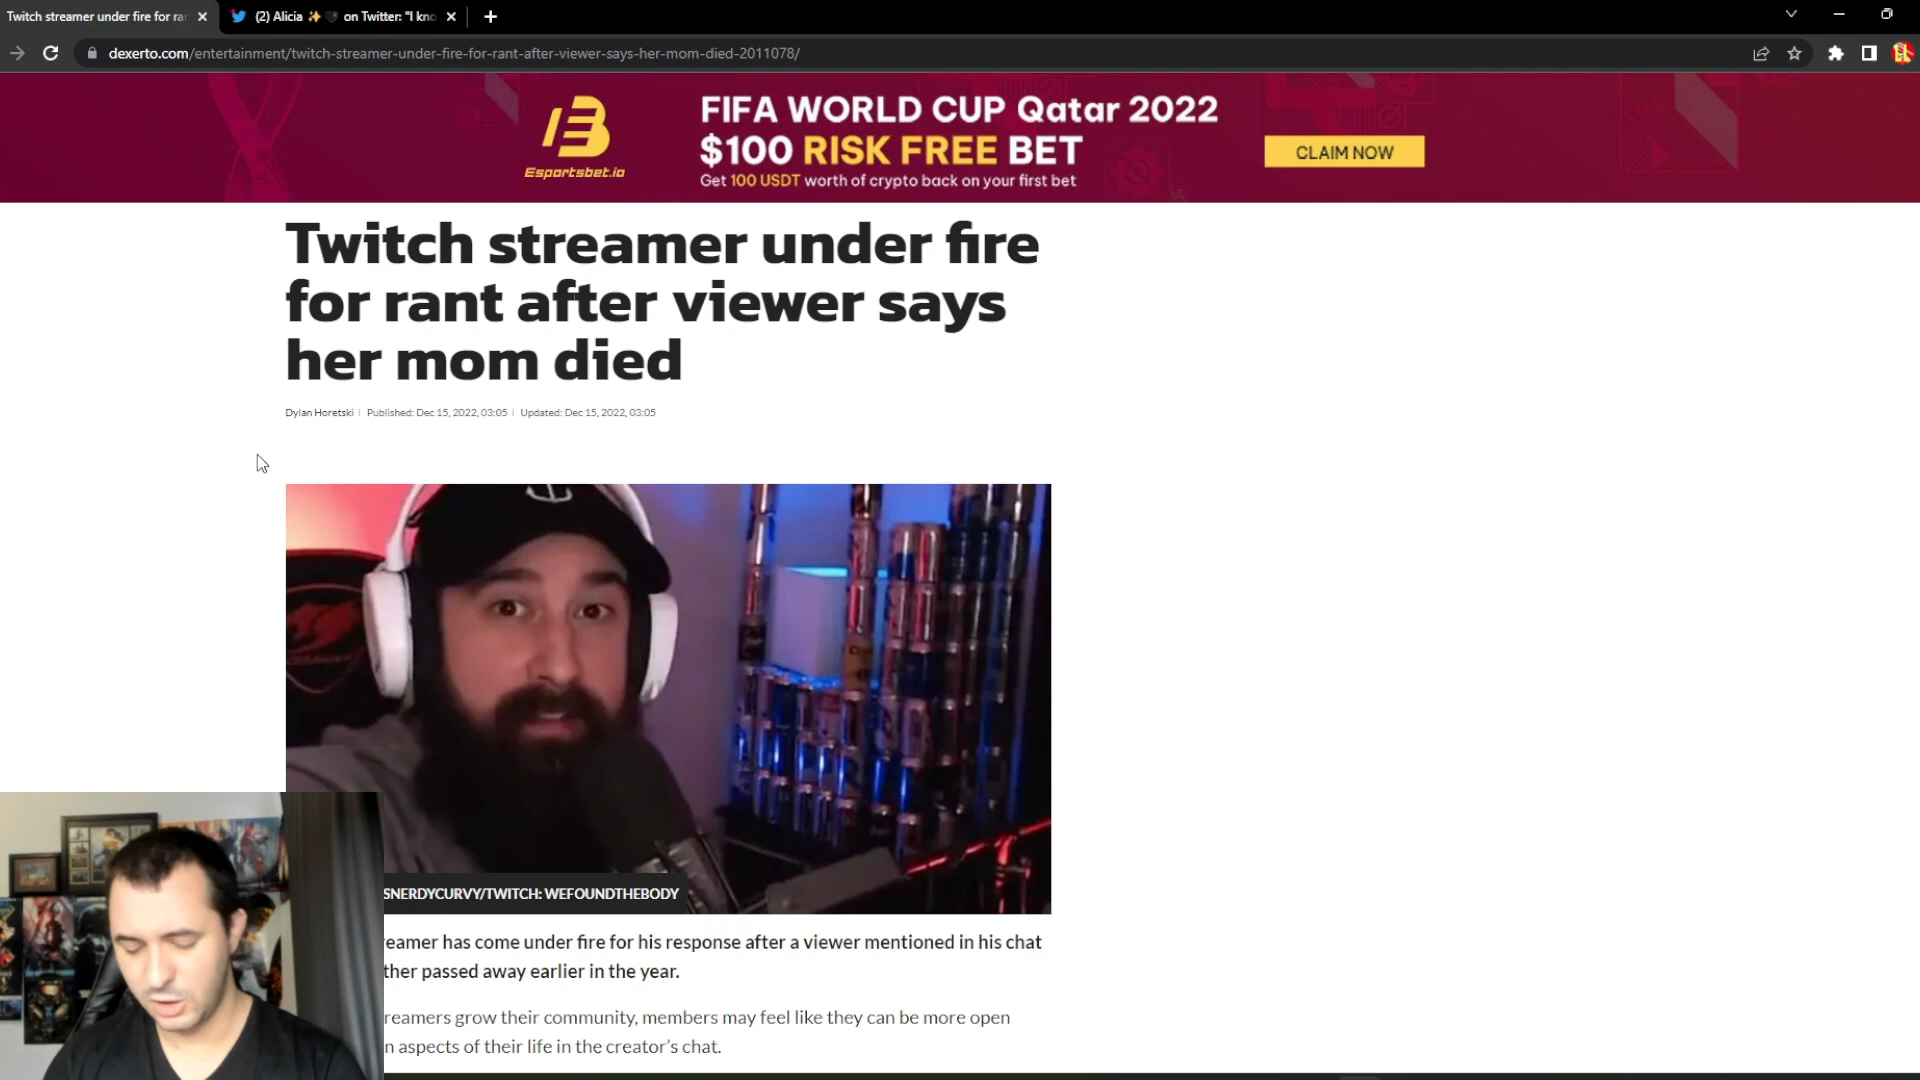 Twitch streamer under fire for ra
(2) Alicia ✨🖤 on Twitter: "I kno
dexerto.com/entertainment/twitch-streamer-under-fire-for-rant-after-viewer-says-her-mom-died-2011078/
Esportsbet.io
FIFA WORLD CUP Qatar 2022
$100 RISK FREE BET
Get 100 USDT worth of crypto back on your first bet
CLAIM NOW
Twitch streamer under fire
for rant after viewer says
her mom died
Dylan Horetski | Published: Dec 15, 2022, 03:05 | Updated: Dec 15, 2022, 03:05
SNERDYCURVY/TWITCH: WEFOUNDTHEBODY
reamer has come under fire for his response after a viewer mentioned in his chat
ther passed away earlier in the year.
reamers grow their community, members may feel like they can be more open
n aspects of their life in the creator's chat.